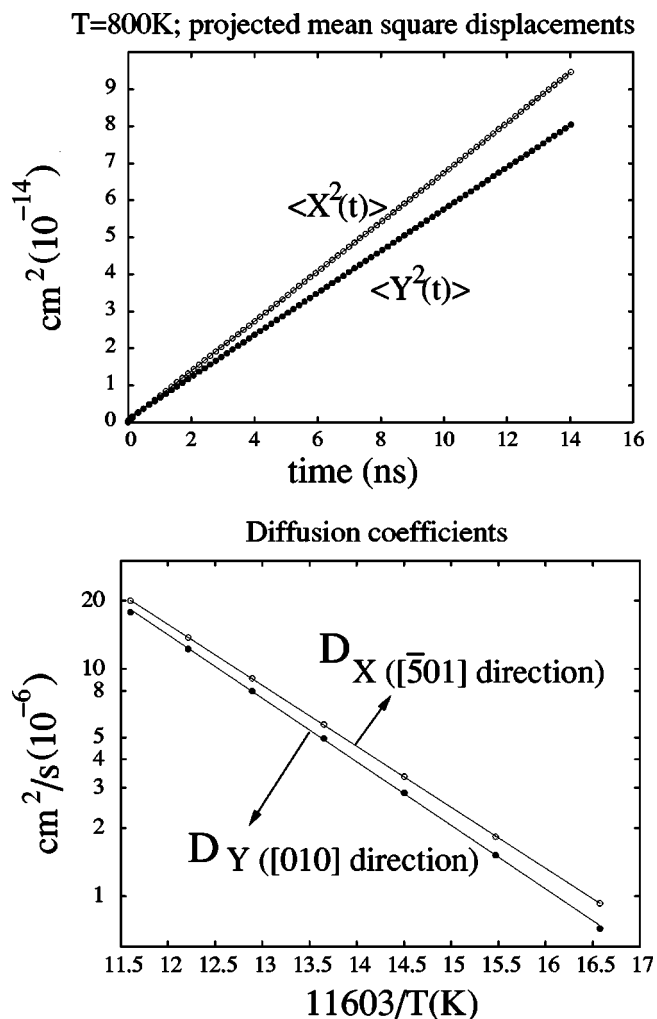 T=800K; projected mean square displacements
9
8
7
6
5
4
3
2
1
0
cm²(10⁻¹⁴)
<X²(t)>
<Y²(t)>
0 2 4 6 8 10 12 14 16
time (ns)
Diffusion coefficients
20
10
8
5
4
3
2
1
cm²/s(10⁻⁶)
D X ([5̅01] direction)
D Y ([010] direction)
11.5 12 12.5 13 13.5 14 14.5 15 15.5 16 16.5 17
11603/T(K)